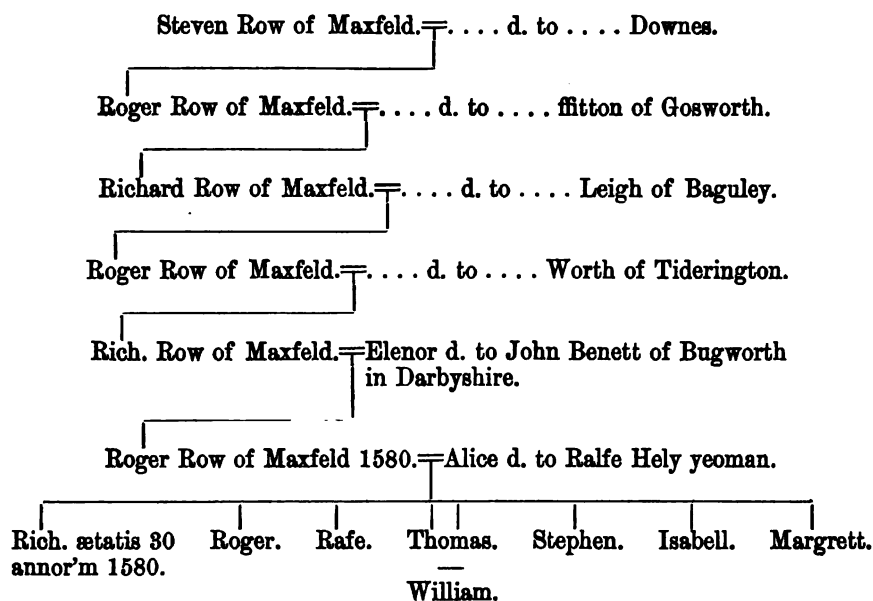 Steven Row of Maxfeld.=. . . . d. to . . . . Downes.
Roger Row of Maxfeld.=. . . . d. to . . . . ffitton of Gosworth.
Richard Row of Maxfeld.=. . . . d. to . . . . Leigh of Baguley.
Roger Row of Maxfeld.=. . . . d. to . . . . Worth of Tiderington.
Rich. Row of Maxfeld.=Elenor d. to John Benett of Bugworth
in Darbyshire.
Roger Row of Maxfeld 1580.=Alice d. to Ralfe Hely yeoman.
Rich. ætatis 30 Roger. Rafe. Thomas. Stephen. Isabell. Margrett.
annor'm 1580.
—
William.